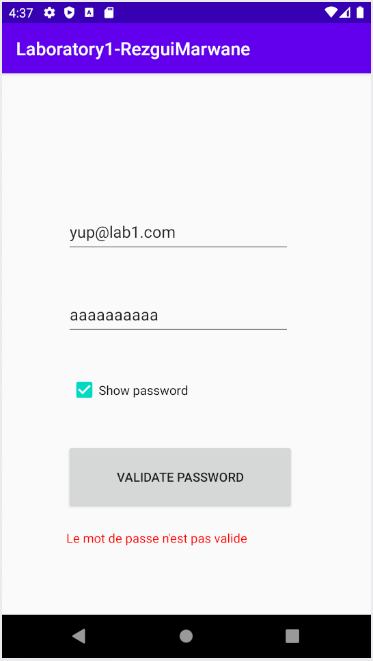 4:37
Laboratory1-RezguiMarwane
yup@lab1.com
aaaaaaaaaa
Show password
VALIDATE PASSWORD
Le mot de passe n'est pas valide